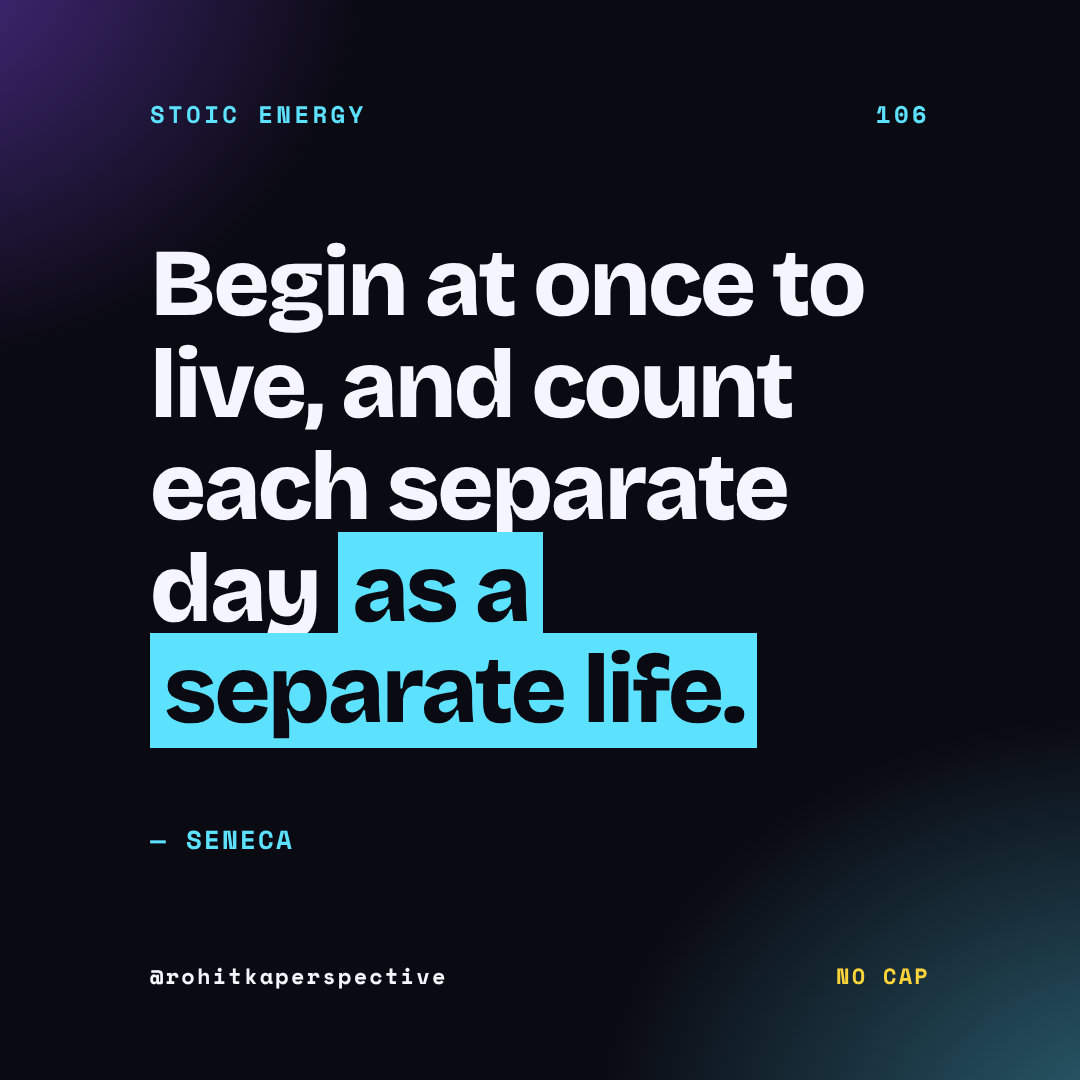 STOIC ENERGY
106
Begin at once to
live, and count
each separate
day as a
separate life.
— SENECA
@rohitkaperspective
NO CAP